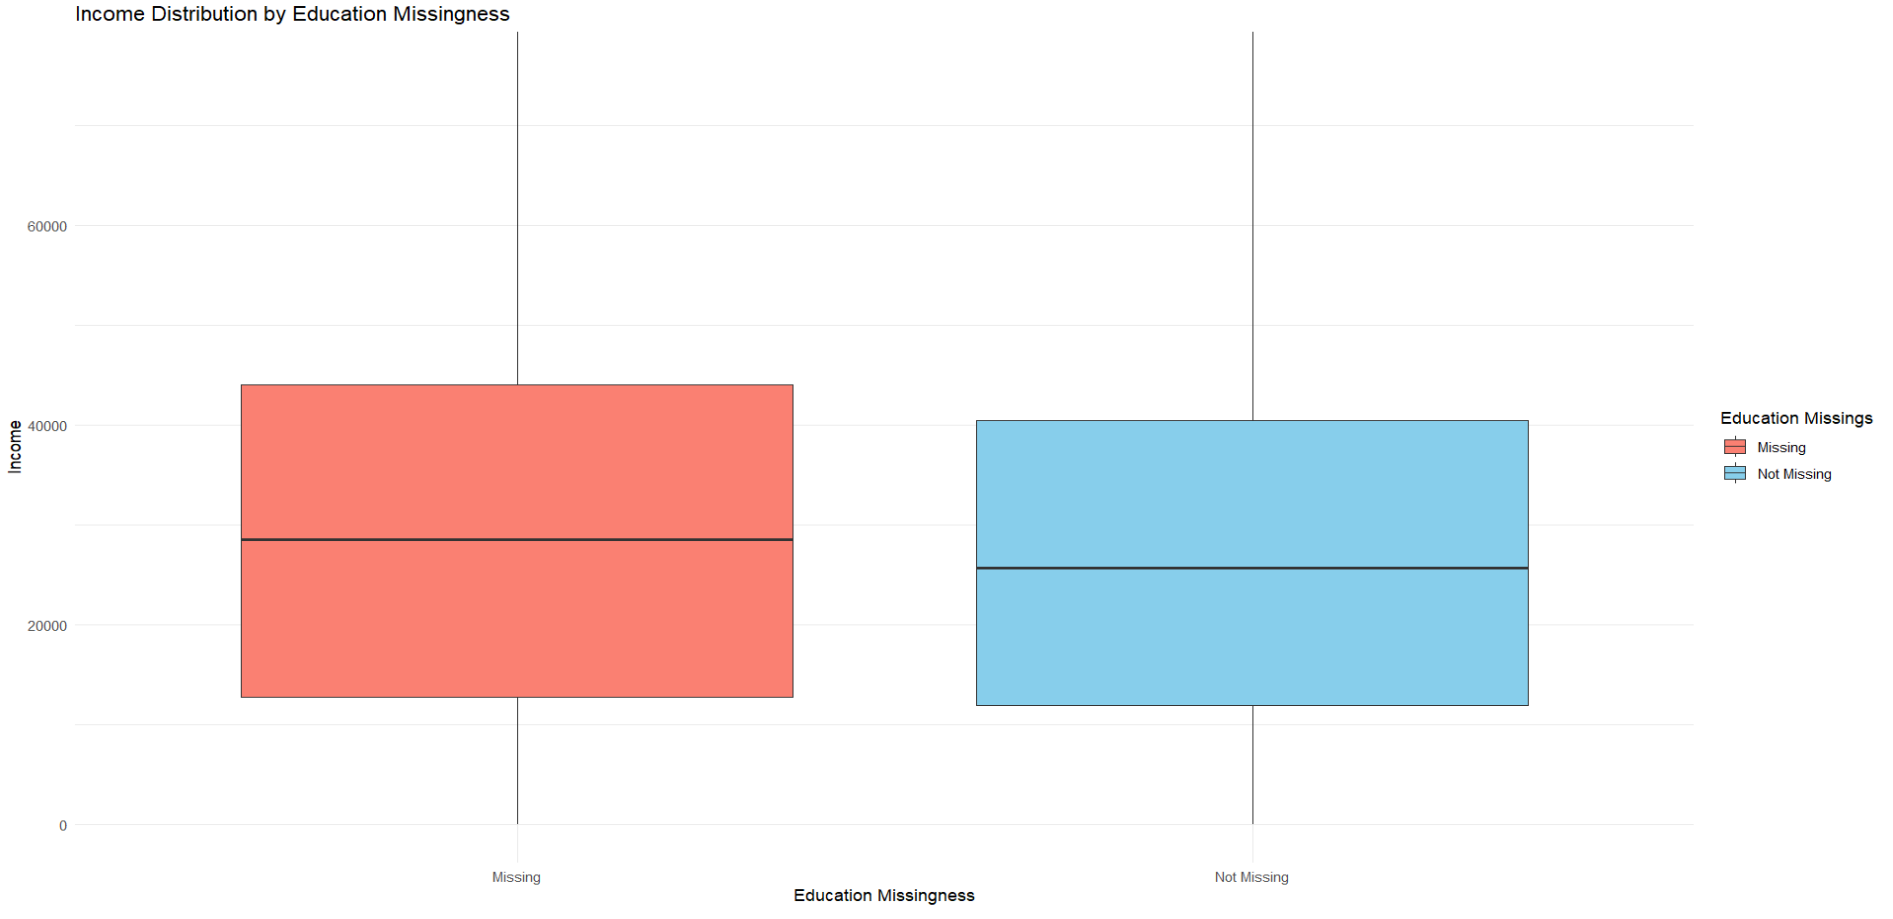 Income Distribution by Education Missingness
Income
60000
40000
20000
0
Missing
Not Missing
Education Missingness
Education Missings
Missing
Not Missing